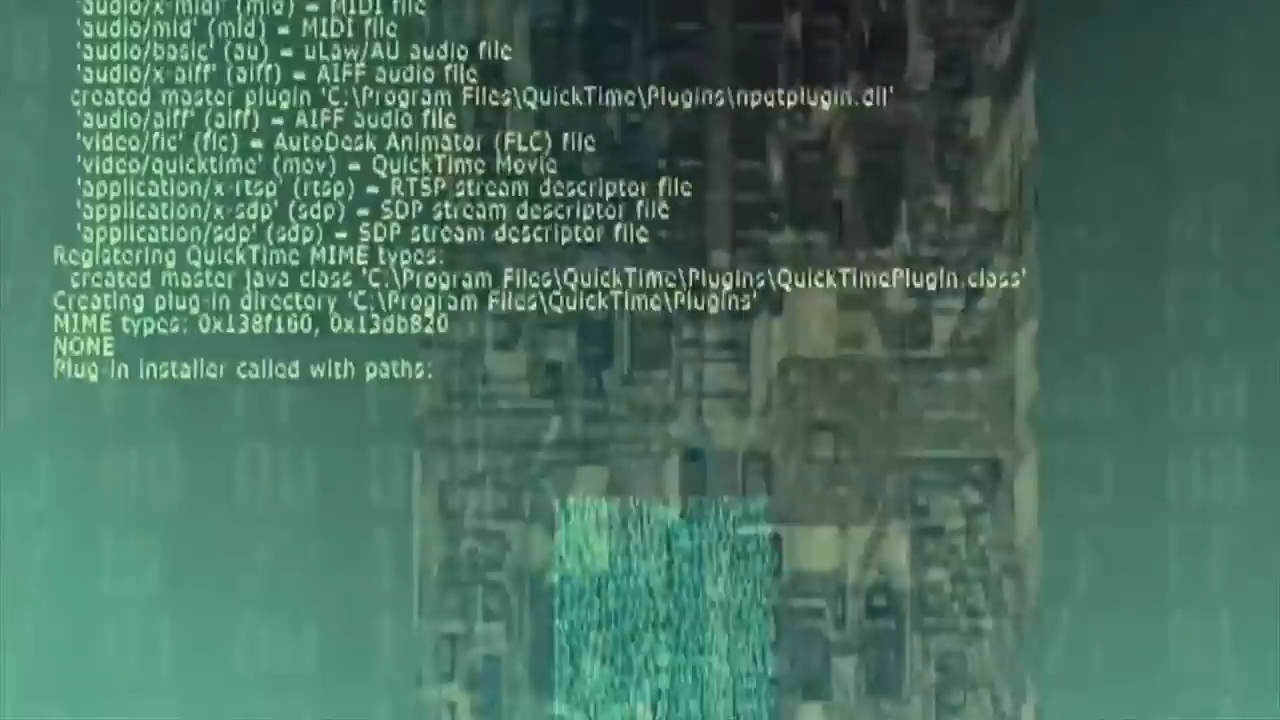 'audio/x-midi' (mid) = MIDI file
'audio/mid' (mid) = MIDI file
'audio/basic' (au) = uLaw/AU audio file
'audio/x-aiff' (aiff) = AIFF audio file
created master plugin 'C:\Program Files\QuickTime\Plugins\npqtplugin.dll'
'audio/aiff' (aiff) = AIFF audio file
'video/flc' (flc) = AutoDesk Animator (FLC) file
'video/quicktime' (mov) = QuickTime Movie
'application/x-rtsp' (rtsp) = RTSP stream descriptor file
'application/x-sdp' (sdp) = SDP stream descriptor file
'application/sdp' (sdp) = SDP stream descriptor file
Registering QuickTime MIME types:
created master java class 'C:\Program Files\QuickTime\Plugins\QuickTimePlugin.class'
Creating plug-in directory 'C:\Program Files\QuickTime\Plugins'
MIME types: 0x138f160, 0x13db820
NONE
Plug-in installer called with paths: